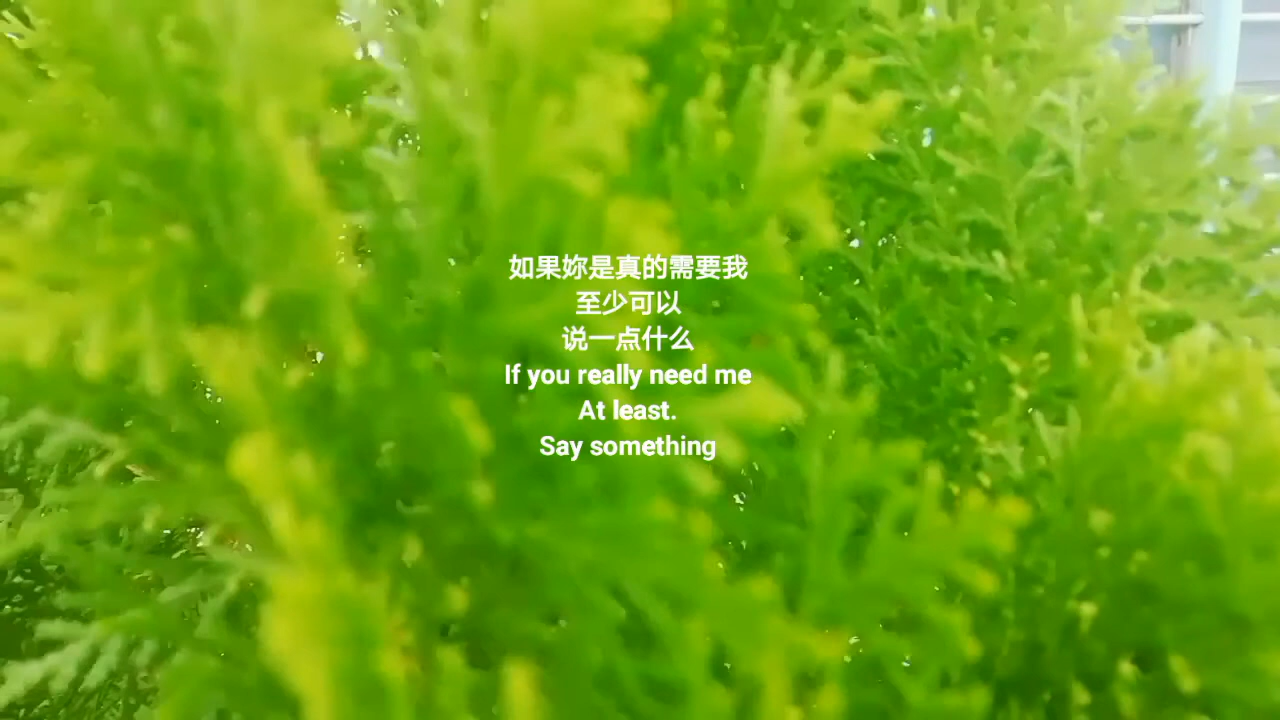 如果妳是真的需要我
至少可以
说一点什么
If you really need me
At least.
Say something